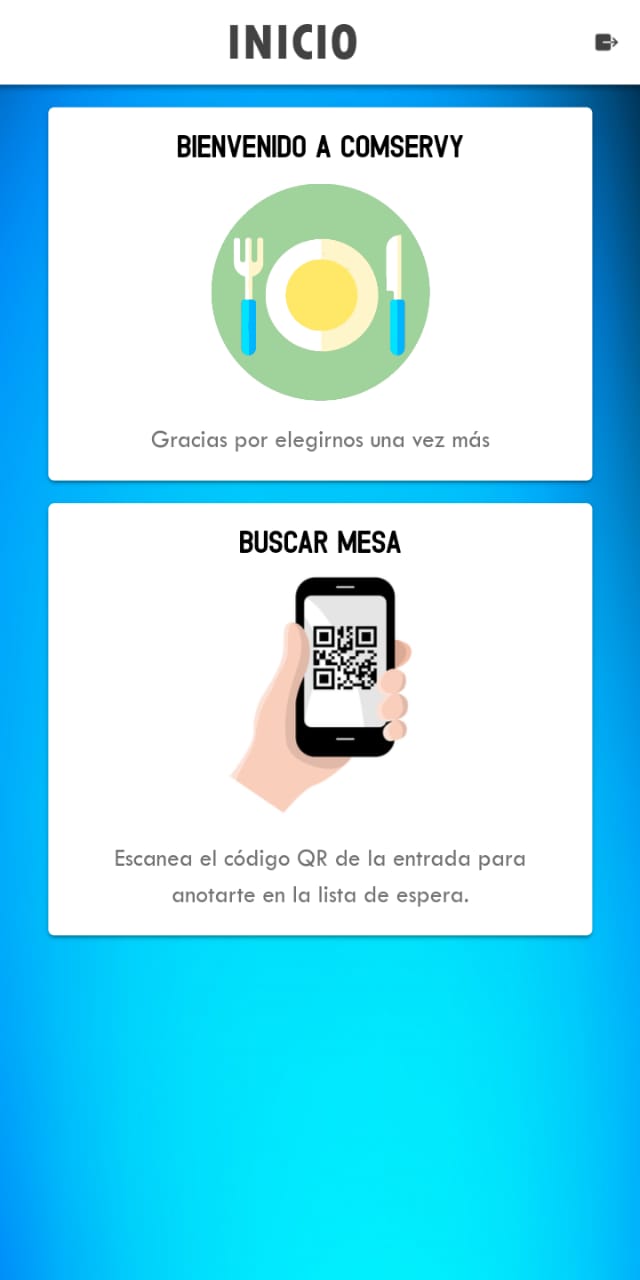 INICIO
BIENVENIDO A COMSERVY
Gracias por elegirnos una vez más
BUSCAR MESA
Escanea el código QR de la entrada para
anotarte en la lista de espera.